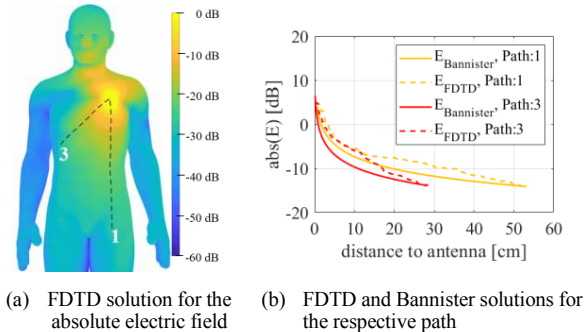 0 dB
-10 dB
-20 dB
-30 dB
-40 dB
-50 dB
-60 dB
3
1
abs(E) [dB]
20
10
0
-10
-20
E_Bannister, Path:1
E_FDTD, Path:1
E_Bannister, Path:3
E_FDTD, Path:3
0 10 20 30 40 50 60
distance to antenna [cm]
(a) FDTD solution for the
absolute electric field
(b) FDTD and Bannister solutions for
the respective path